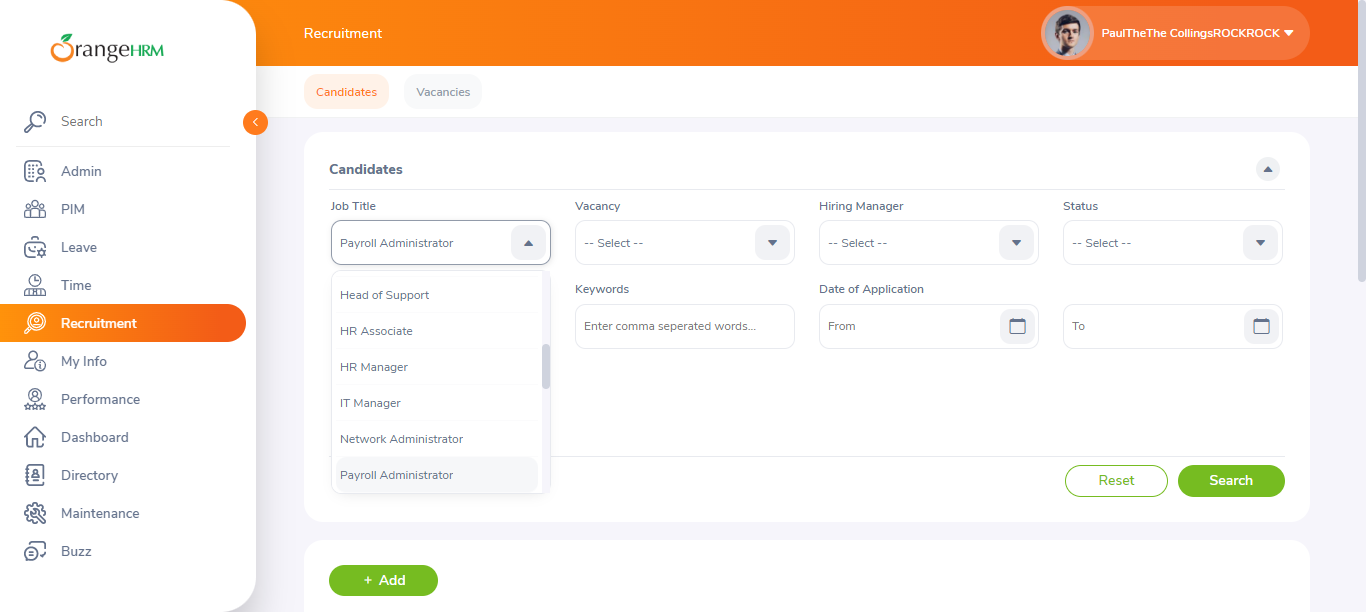 OrangeHRM
Recruitment
PaulTheThe CollingsROCKROCK
Candidates
Vacancies
Search
Admin
PIM
Leave
Time
Recruitment
My Info
Performance
Dashboard
Directory
Maintenance
Buzz
Candidates
Job Title
Vacancy
Hiring Manager
Status
Payroll Administrator
-- Select --
-- Select --
-- Select --
Head of Support
HR Associate
HR Manager
IT Manager
Network Administrator
Payroll Administrator
Keywords
Date of Application
Enter comma seperated words...
From
To
Reset
Search
+ Add